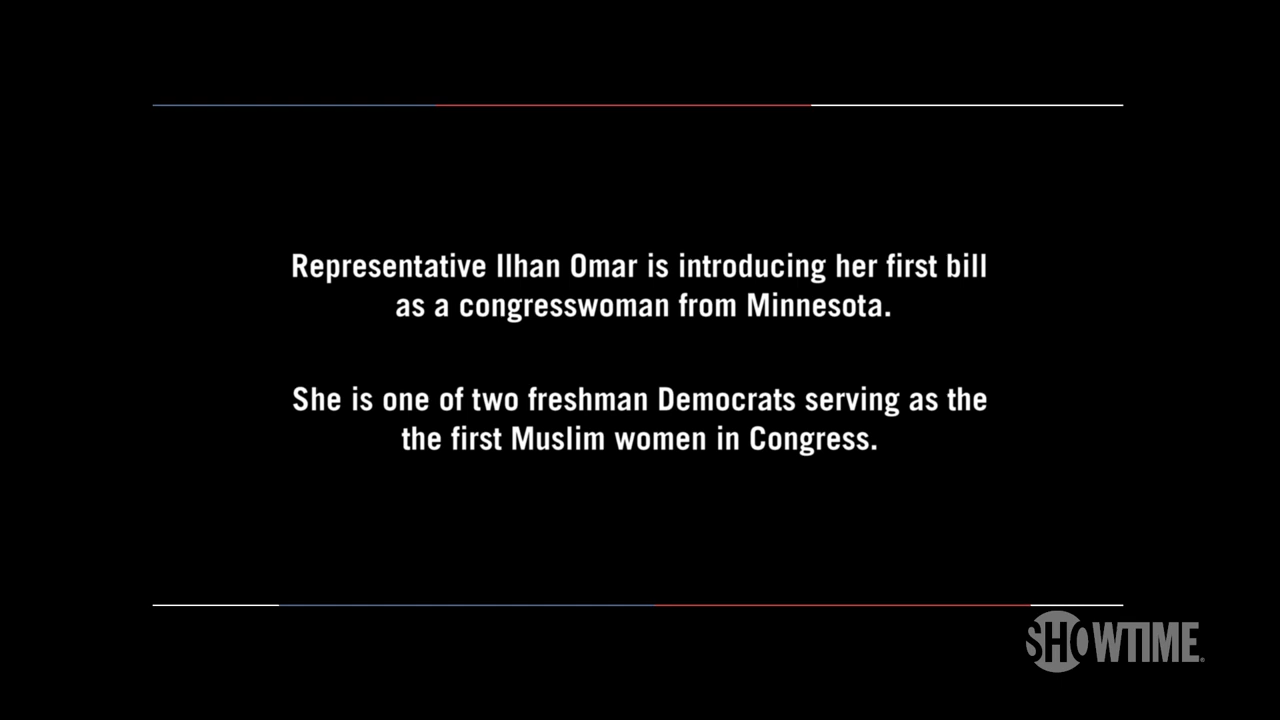 Representative Ilhan Omar is introducing her first bill
as a congresswoman from Minnesota.
She is one of two freshman Democrats serving as the
the first Muslim women in Congress.
SHOWTIME